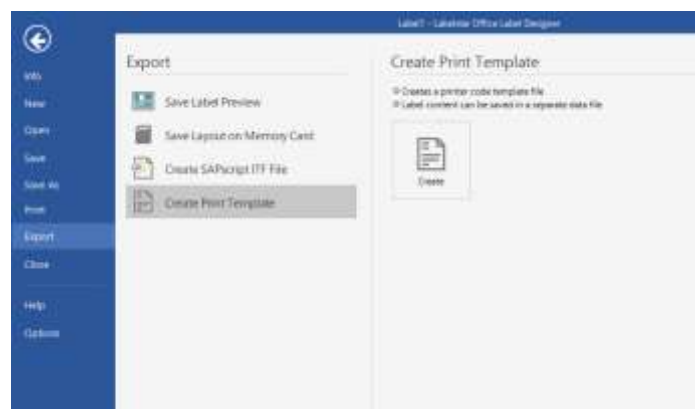 Label1 - Labelstar Office Label Designer
Info
New
Open
Save
Save As
Print
Export
Close
Help
Options
Export
Save Label Preview
Save Layout on Memory Card
Create SAPscript ITF File
Create Print Template
Create Print Template
Creates a printer code template file
Label content can be saved in a separate data file
Create